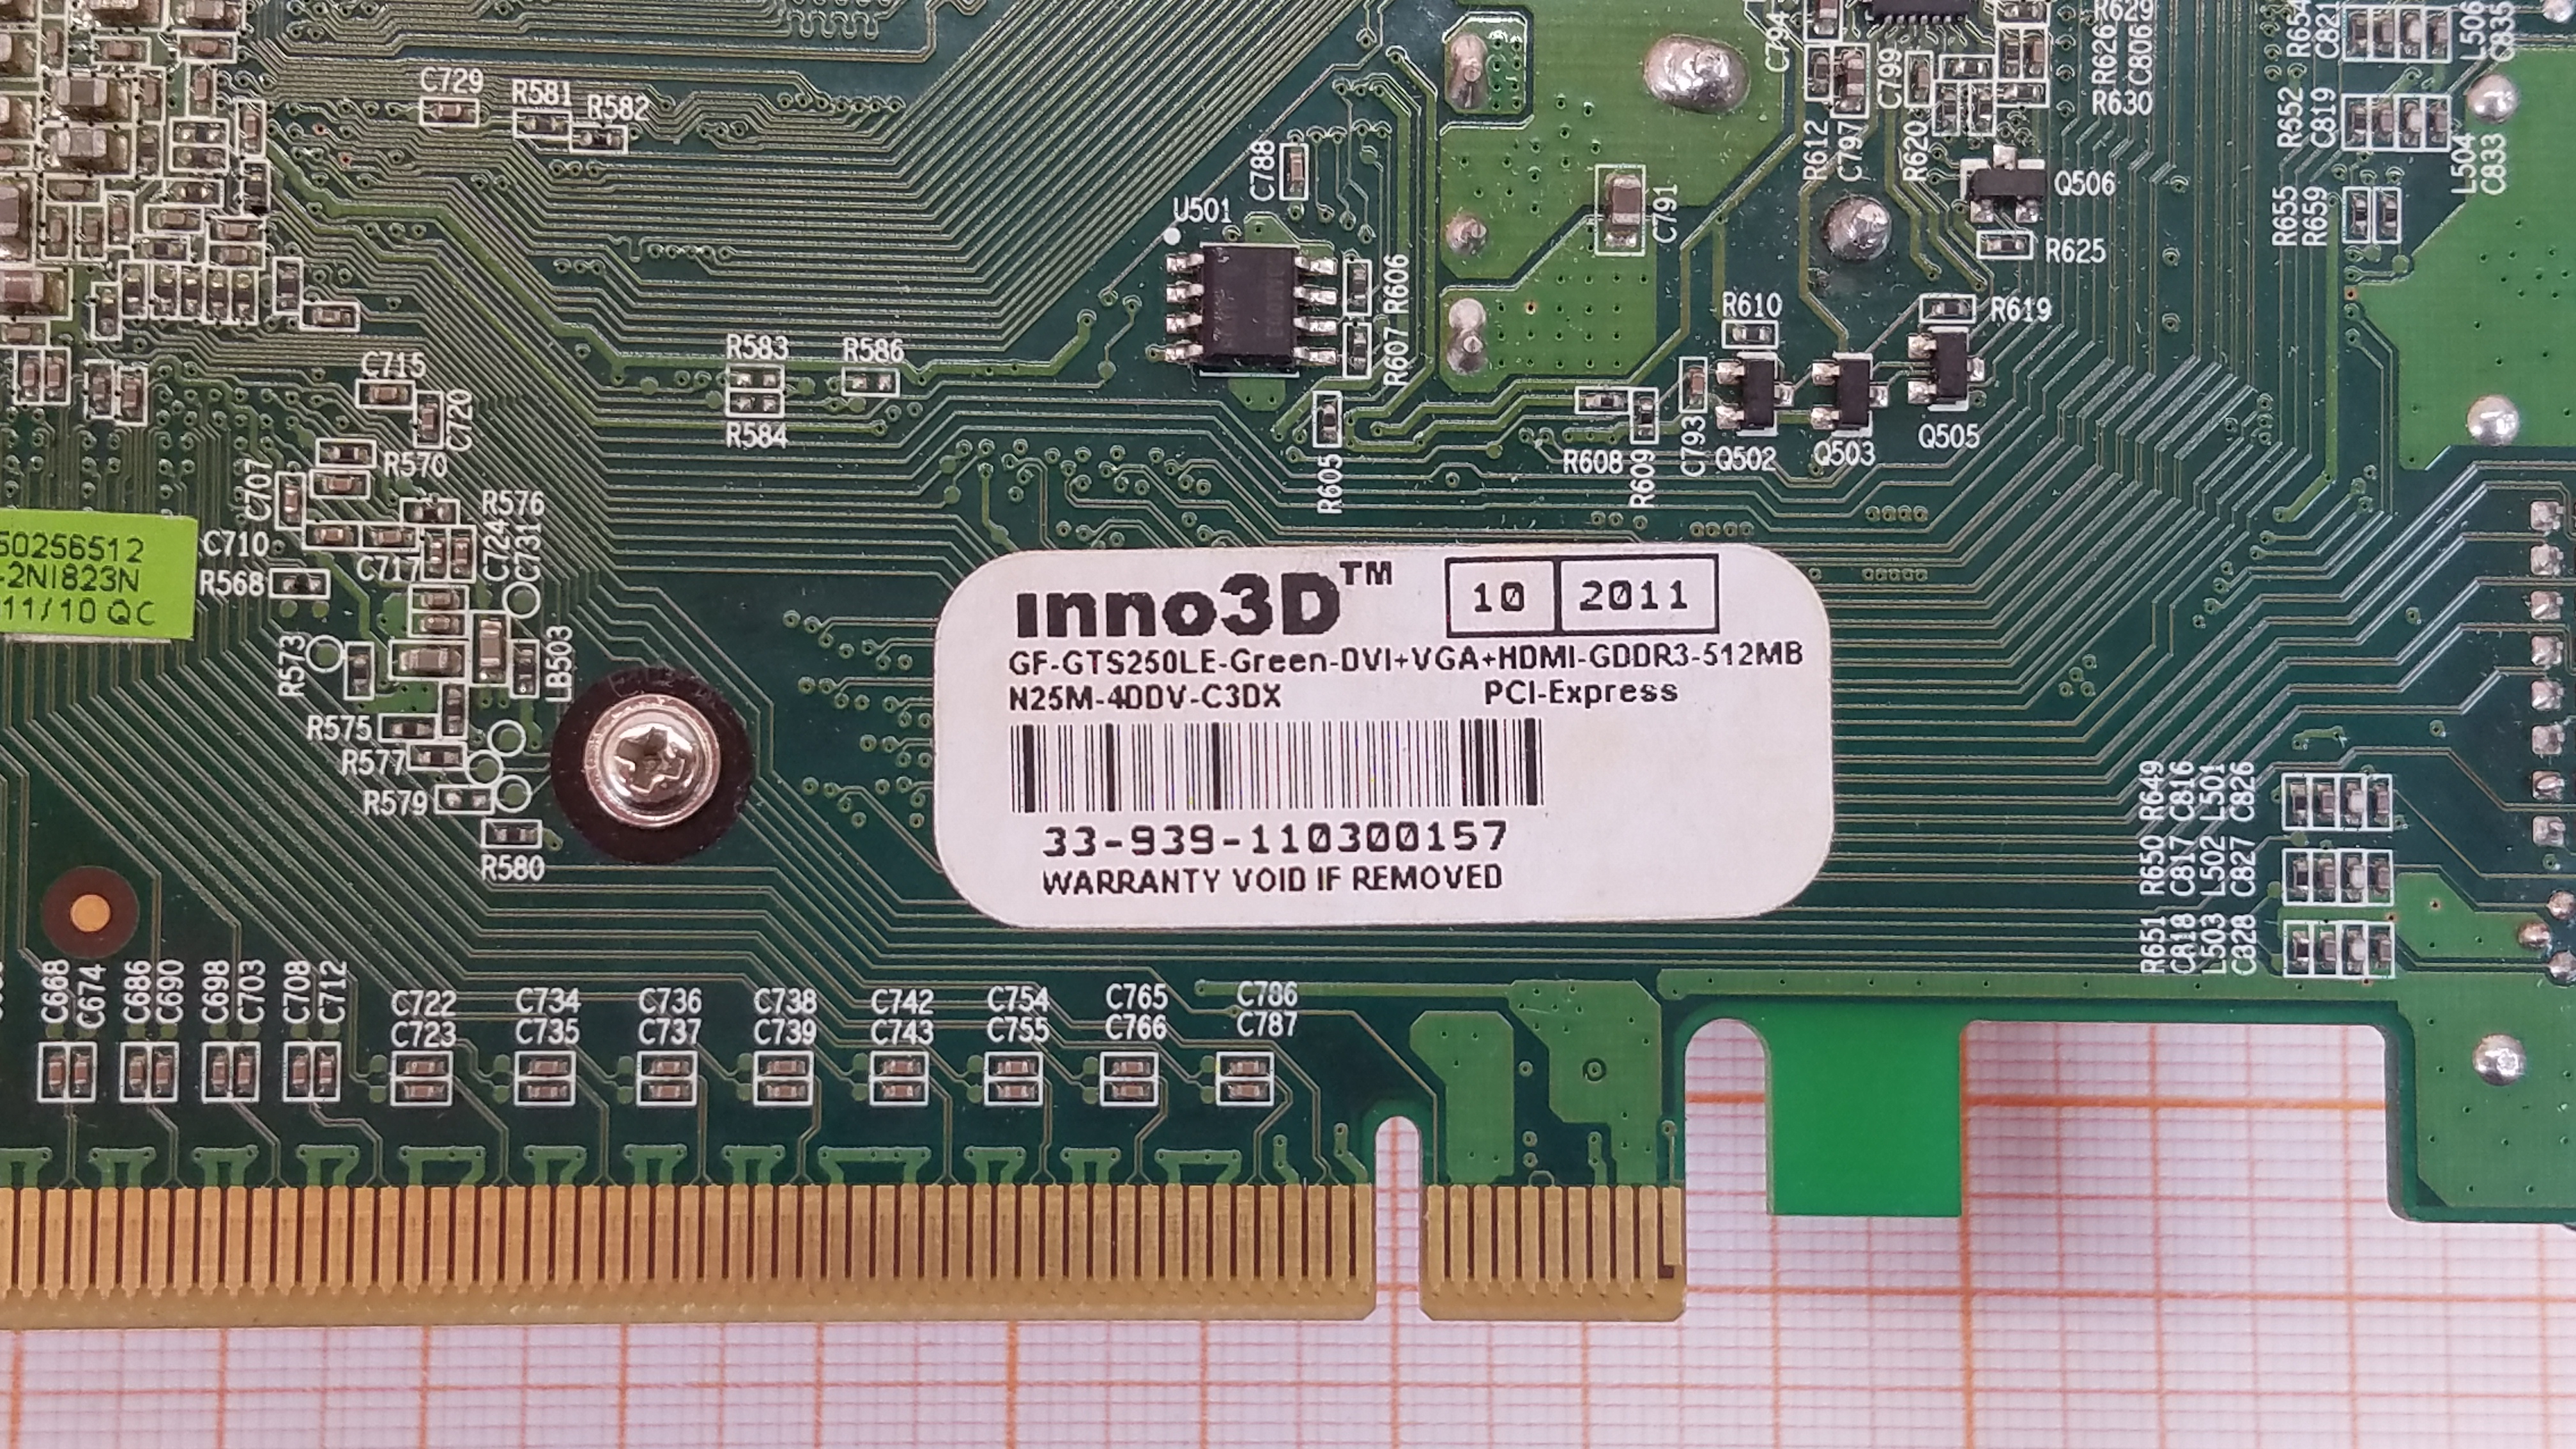 R629
R626 C806
R630
C794
C799
R612
C797
R620
R654
C821
L506
C835
R652
C819
L504
C833
R655
R659
C729
R581
R582
C788
U501
C791
Q506
R625
R606
R607
R610
R619
R583
R586
R584
C715
C720
R570
C707
R605
R608
R609
C793
Q502
Q503
Q505
R576
C724
C731
C710
C717
R568
50256512
-2NI823N
11/10 QC
R573
LB503
R575
R577
R579
R580
inno3D™
10 2011
GF-GTS250LE-Green-DVI+VGA+HDMI-GDDR3-512MB
N25M-4DDV-C3DX PCI-Express
33-939-110300157
WARRANTY VOID IF REMOVED
R650 R649
C817 C816
L502 L501
C827 C826
R651
C818
L503
C328
C668
C674
C686
C690
C698
C703
C708
C712
C722 C734 C736 C738 C742 C754 C765 C786
C723 C735 C737 C739 C743 C755 C766 C787